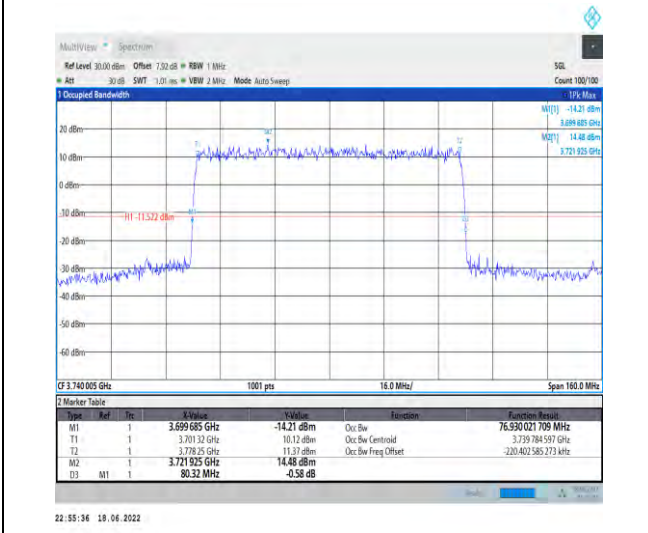 MultiView Spectrum
Ref Level 30.00 dBm Offset 7.92 dB RBW 1 MHz SGL
Att 30 dB SWT 1.01 ms VBW 2 MHz Mode Auto Sweep Count 100/100
1 Occupied Bandwidth 1Pk Max
M1[1] -14.21 dBm
3.699 685 GHz
M2[1] 14.48 dBm
3.721 925 GHz
20 dBm
10 dBm
0 dBm
-10 dBm
H1 -11.522 dBm
-20 dBm
-30 dBm
-40 dBm
-50 dBm
-60 dBm
CF 3.740 005 GHz 1001 pts 16.0 MHz/ Span 160.0 MHz
2 Marker Table
Type Ref Trc X-Value Y-Value Function Function Result
M1 1 3.699 685 GHz -14.21 dBm Occ Bw 76.930 021 709 MHz
T1 1 3.701 32 GHz 10.12 dBm Occ Bw Centroid 3.739 784 597 GHz
T2 1 3.778 25 GHz 11.37 dBm Occ Bw Freq Offset -220.402 585 273 kHz
M2 1 3.721 925 GHz 14.48 dBm
D3 M1 1 80.32 MHz -0.58 dB
22:55:36 18.06.2022